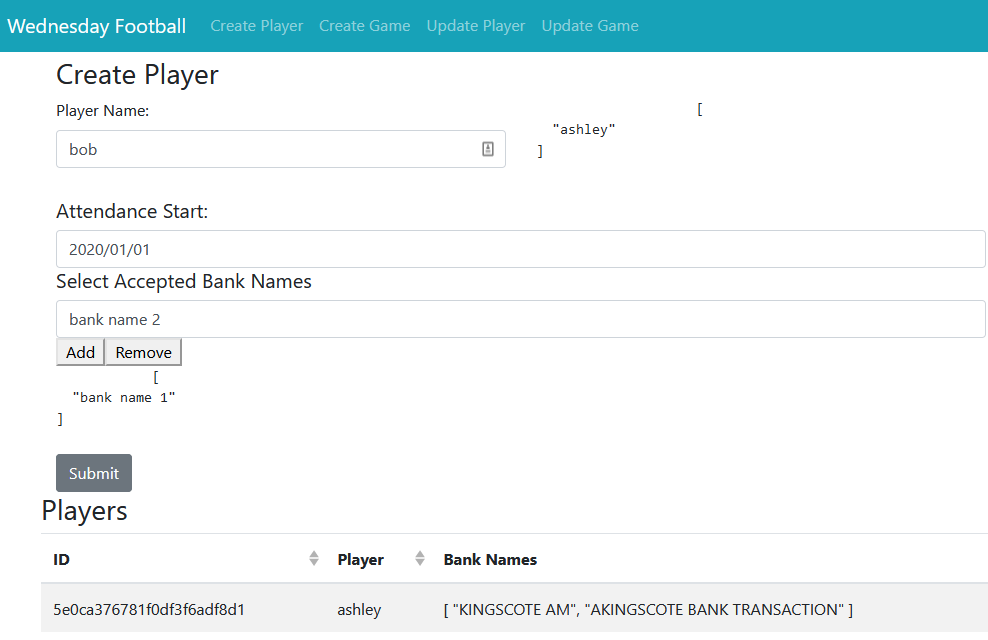 Wednesday Football Create Player Create Game Update Player Update Game
Create Player
Player Name:
bob
[
"ashley"
]
Attendance Start:
2020/01/01
Select Accepted Bank Names
bank name 2
Add Remove
[
"bank name 1"
]
Submit
Players
ID Player Bank Names
5e0ca376781f0df3f6adf8d1 ashley [ "KINGSCOTE AM", "AKINGSCOTE BANK TRANSACTION" ]